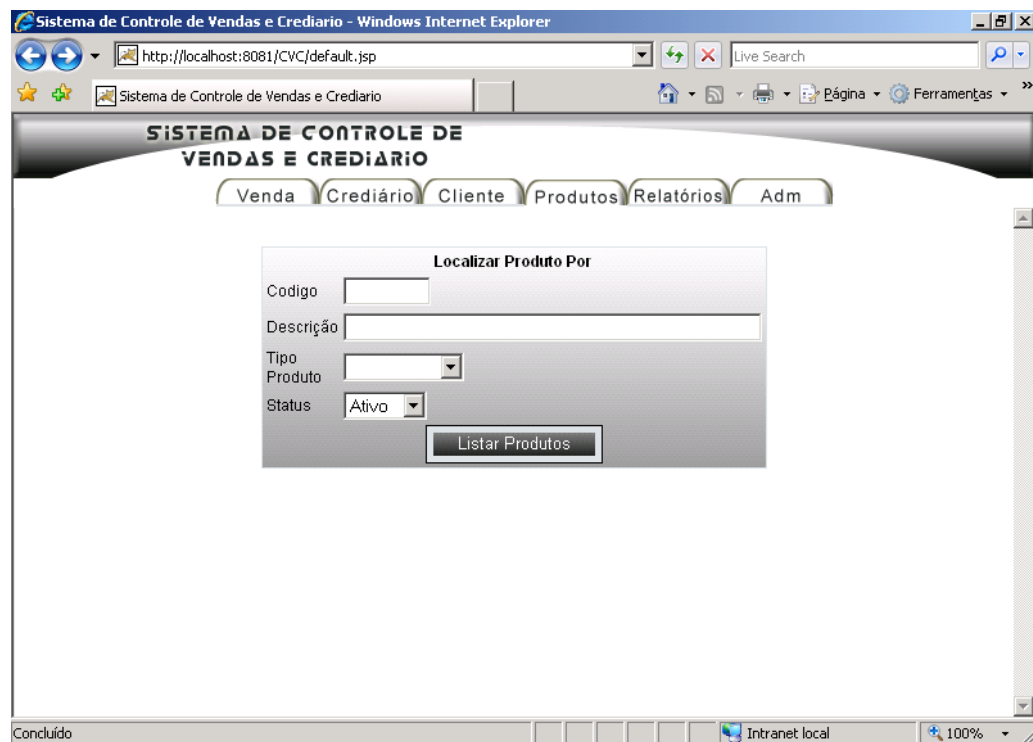 Sistema de Controle de Vendas e Crediario - Windows Internet Explorer
http://localhost:8081/CVC/default.jsp
Live Search
Sistema de Controle de Vendas e Crediario
Página
Ferramentas
»
SISTEMA DE CONTROLE DE
VENDAS E CREDIARIO
Venda Crediário Cliente Produtos Relatórios Adm
Localizar Produto Por
Codigo
Descrição
Tipo
Produto
Status Ativo
Listar Produtos
Concluído Intranet local 100%